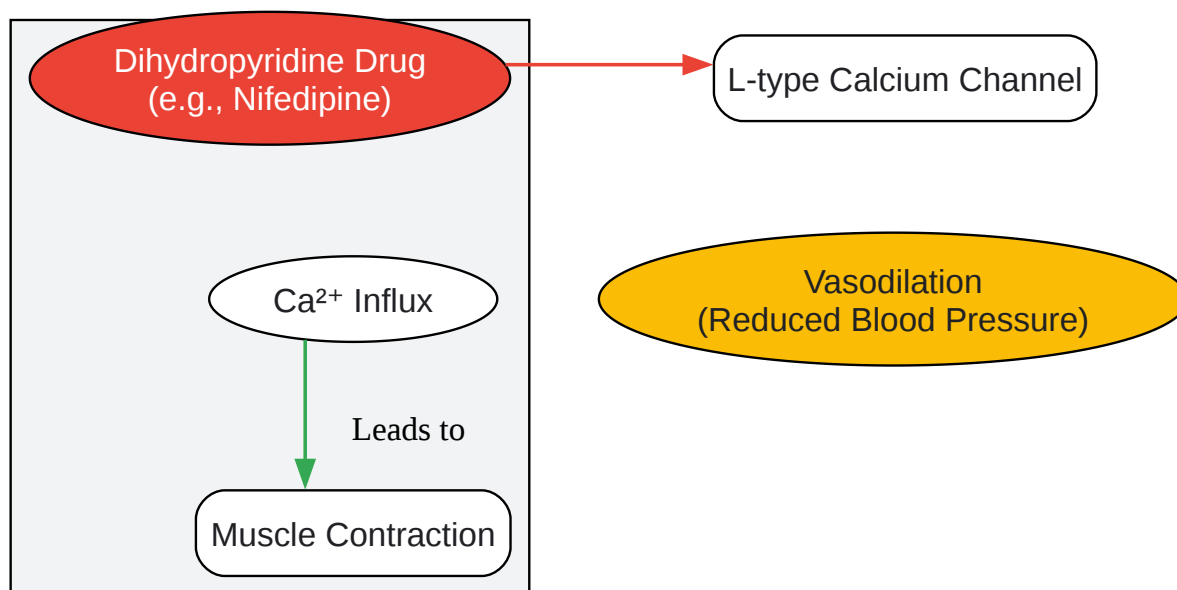 Dihydropyridine Drug
(e.g., Nifedipine)
L-type Calcium Channel
Ca²⁺ Influx
Vasodilation
(Reduced Blood Pressure)
Leads to
Muscle Contraction